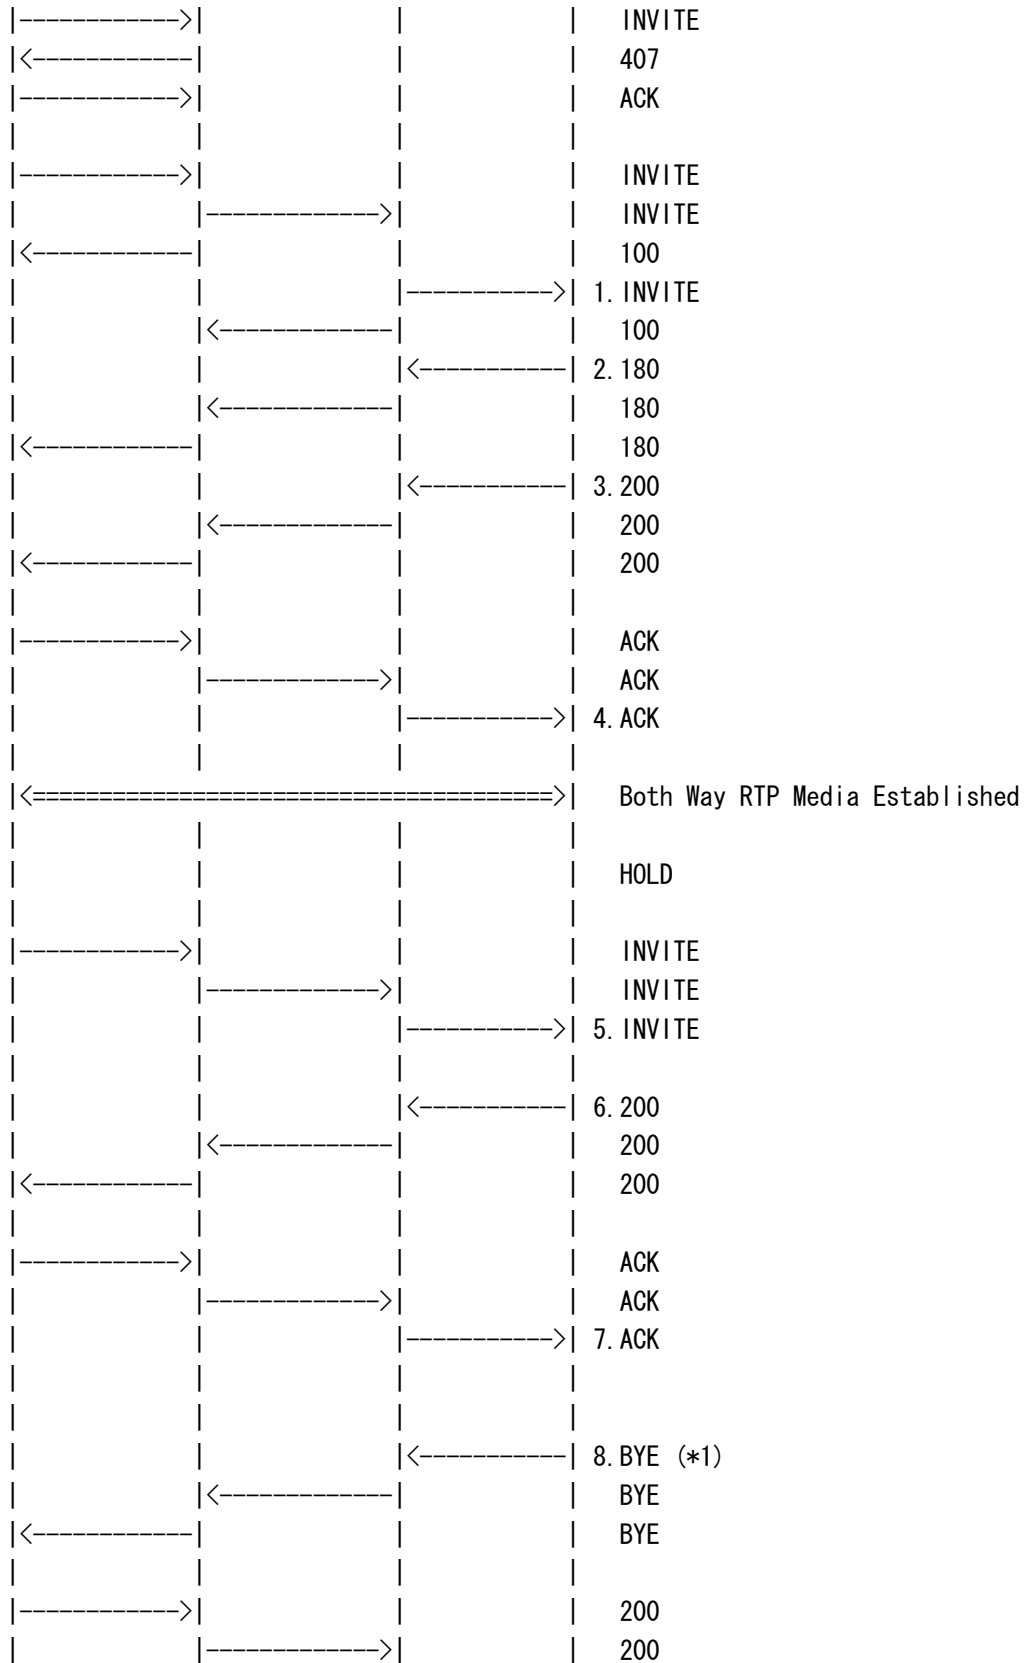 |------------>|               |            |   INVITE
|<------------|               |            |   407
|------------>|               |            |   ACK
|             |               |            |
|------------>|               |            |   INVITE
|             |-------------->|            |   INVITE
|<------------|               |            |   100
|             |               |----------->| 1.INVITE
|             |<--------------|            |   100
|             |               |<-----------| 2.180
|             |<--------------|            |   180
|<------------|               |            |   180
|             |               |<-----------| 3.200
|             |<--------------|            |   200
|<------------|               |            |   200
|             |               |            |
|------------>|               |            |   ACK
|             |-------------->|            |   ACK
|             |               |----------->| 4.ACK
|             |               |            |
|<========================================>|   Both Way RTP Media Established
|             |               |            |
|             |               |            |   HOLD
|             |               |            |
|------------>|               |            |   INVITE
|             |-------------->|            |   INVITE
|             |               |----------->| 5.INVITE
|             |               |            |
|             |               |<-----------| 6.200
|             |<--------------|            |   200
|<------------|               |            |   200
|             |               |            |
|------------>|               |            |   ACK
|             |-------------->|            |   ACK
|             |               |----------->| 7.ACK
|             |               |            |
|             |               |            |
|             |               |<-----------| 8.BYE (*1)
|             |<--------------|            |   BYE
|<------------|               |            |   BYE
|             |               |            |
|------------>|               |            |   200
|             |-------------->|            |   200